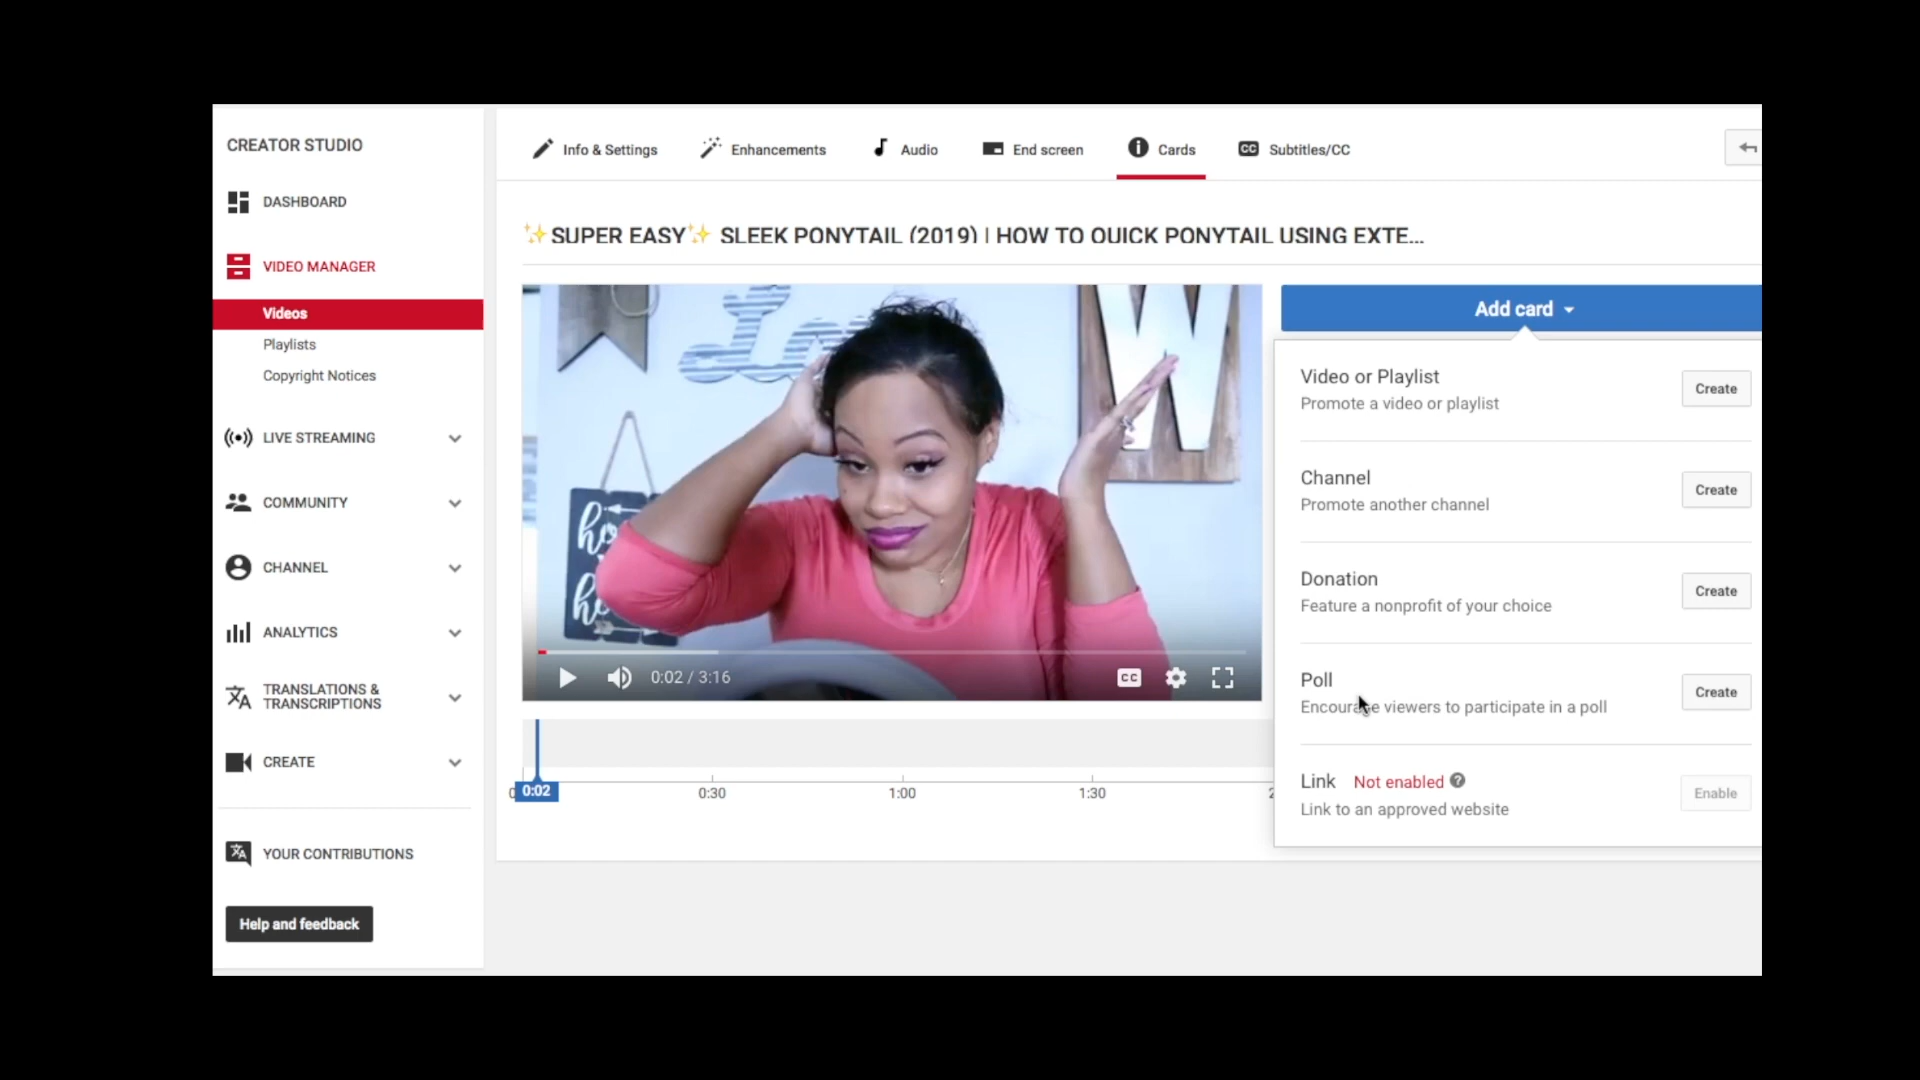 CREATOR STUDIO
DASHBOARD
VIDEO MANAGER
Videos
Playlists
Copyright Notices
LIVE STREAMING
COMMUNITY
CHANNEL
ANALYTICS
TRANSLATIONS &
TRANSCRIPTIONS
CREATE
YOUR CONTRIBUTIONS
Help and feedback
Info & Settings
Enhancements
Audio
End screen
Cards
CC Subtitles/CC
✨SUPER EASY✨ SLEEK PONYTAIL (2019) | HOW TO QUICK PONYTAIL USING EXTE...
W
0:02 / 3:16
CC
0:02
0:30
1:00
1:30
Add card
Video or Playlist
Promote a video or playlist
Create
Channel
Promote another channel
Create
Donation
Feature a nonprofit of your choice
Create
Poll
Encourage viewers to participate in a poll
Create
Link Not enabled ?
Link to an approved website
Enable